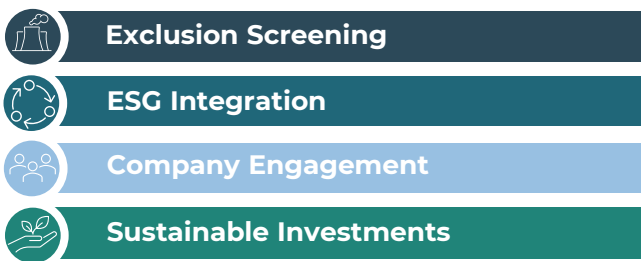 Exclusion Screening
ESG Integration
Company Engagement
Sustainable Investments